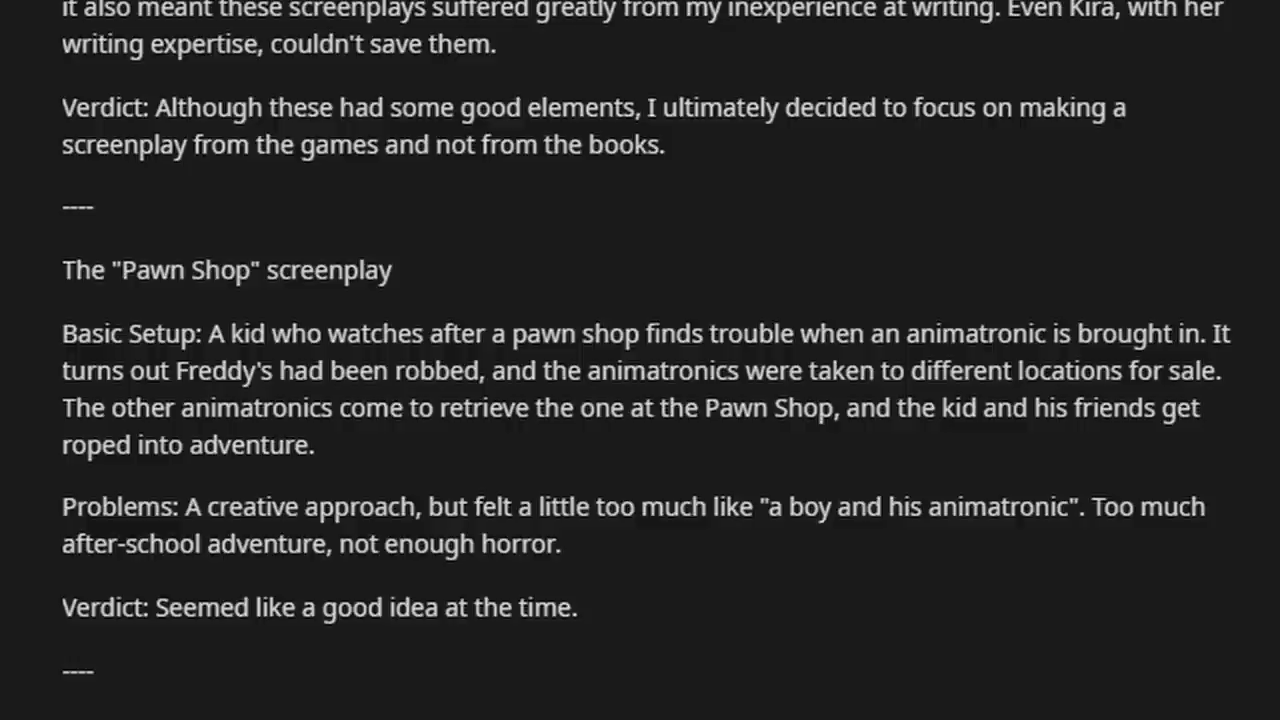 it also meant these screenplays suffered greatly from my inexperience at writing. Even Kira, with her
writing expertise, couldn't save them.
Verdict: Although these had some good elements, I ultimately decided to focus on making a
screenplay from the games and not from the books.
----
The "Pawn Shop" screenplay
Basic Setup: A kid who watches after a pawn shop finds trouble when an animatronic is brought in. It
turns out Freddy's had been robbed, and the animatronics were taken to different locations for sale.
The other animatronics come to retrieve the one at the Pawn Shop, and the kid and his friends get
roped into adventure.
Problems: A creative approach, but felt a little too much like "a boy and his animatronic". Too much
after-school adventure, not enough horror.
Verdict: Seemed like a good idea at the time.
----